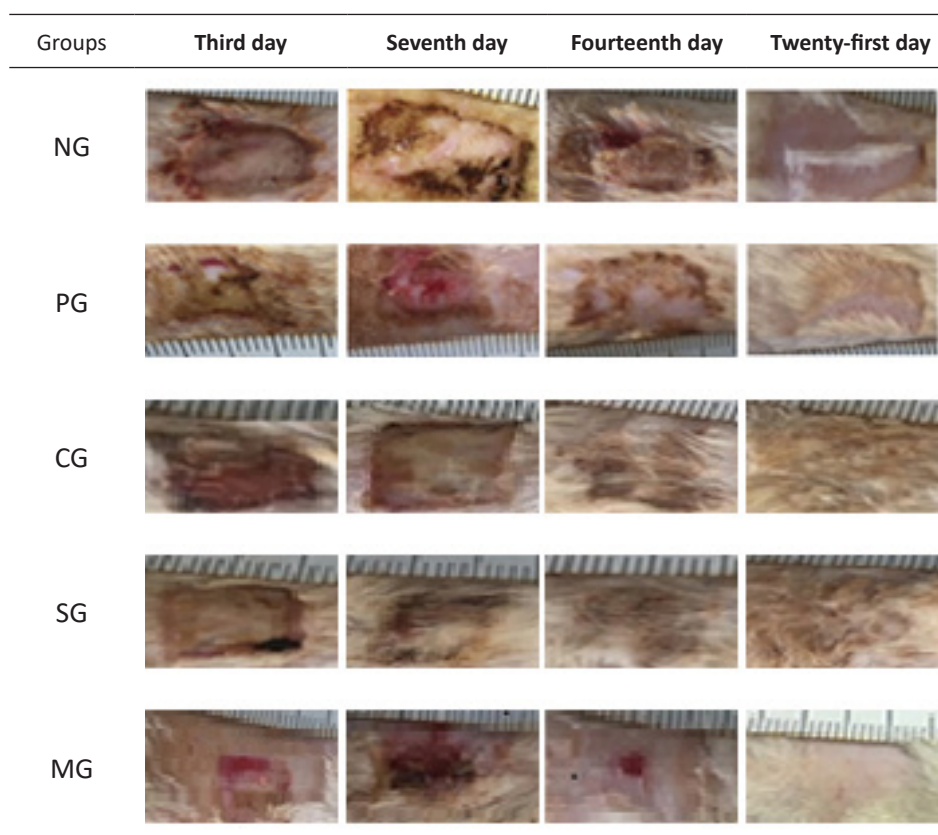 Groups Third day Seventh day Fourteenth day Twenty-first day
NG
PG
CG
SG
MG